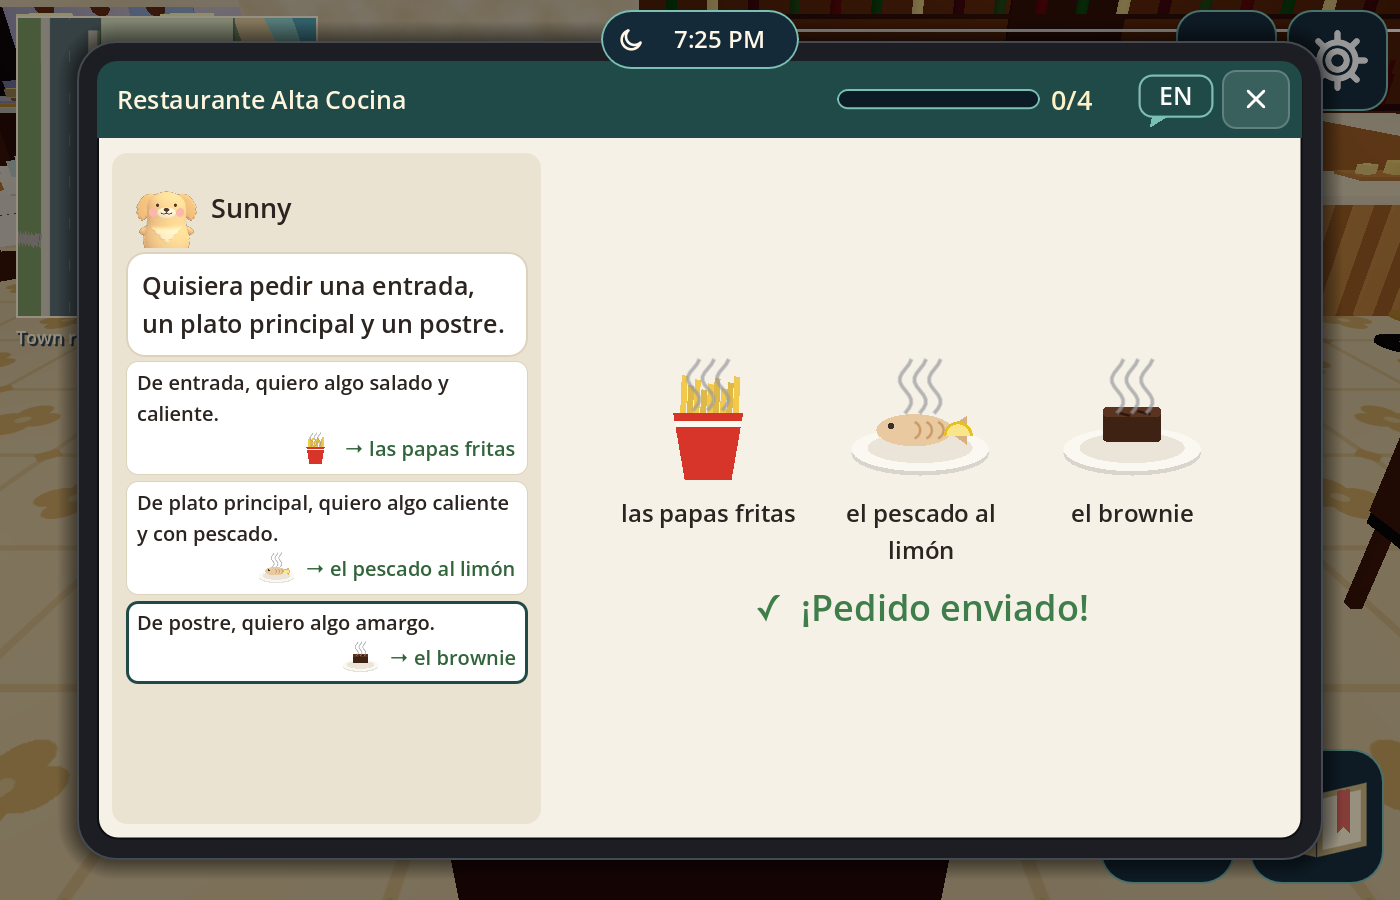 7:25 PM
Restaurante Alta Cocina
0/4
EN
Sunny
Quisiera pedir una entrada,
un plato principal y un postre.
De entrada, quiero algo salado y
caliente.
→ las papas fritas
De plato principal, quiero algo caliente
y con pescado.
→ el pescado al limón
De postre, quiero algo amargo.
→ el brownie
las papas fritas
el pescado al
limón
el brownie
✓ ¡Pedido enviado!
Town